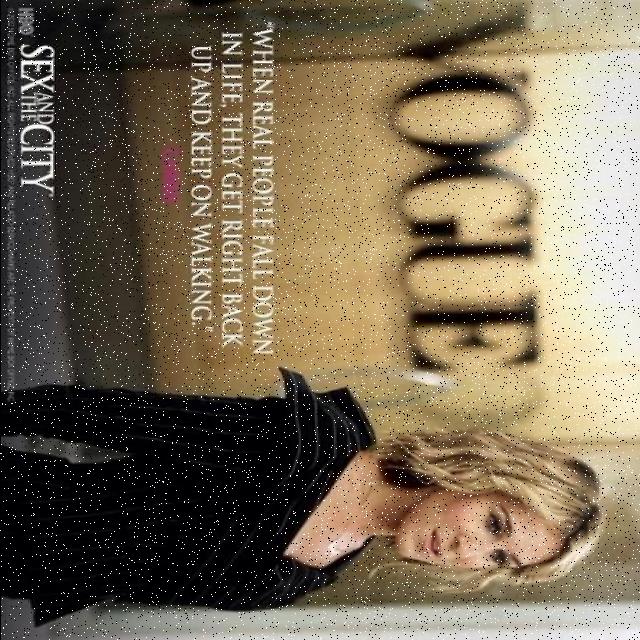 VOGUE
"WHEN REAL PEOPLE FALL DOWN
IN LIFE, THEY GET RIGHT BACK
UP AND KEEP ON WALKING."
SEX AND THE CITY
HBO